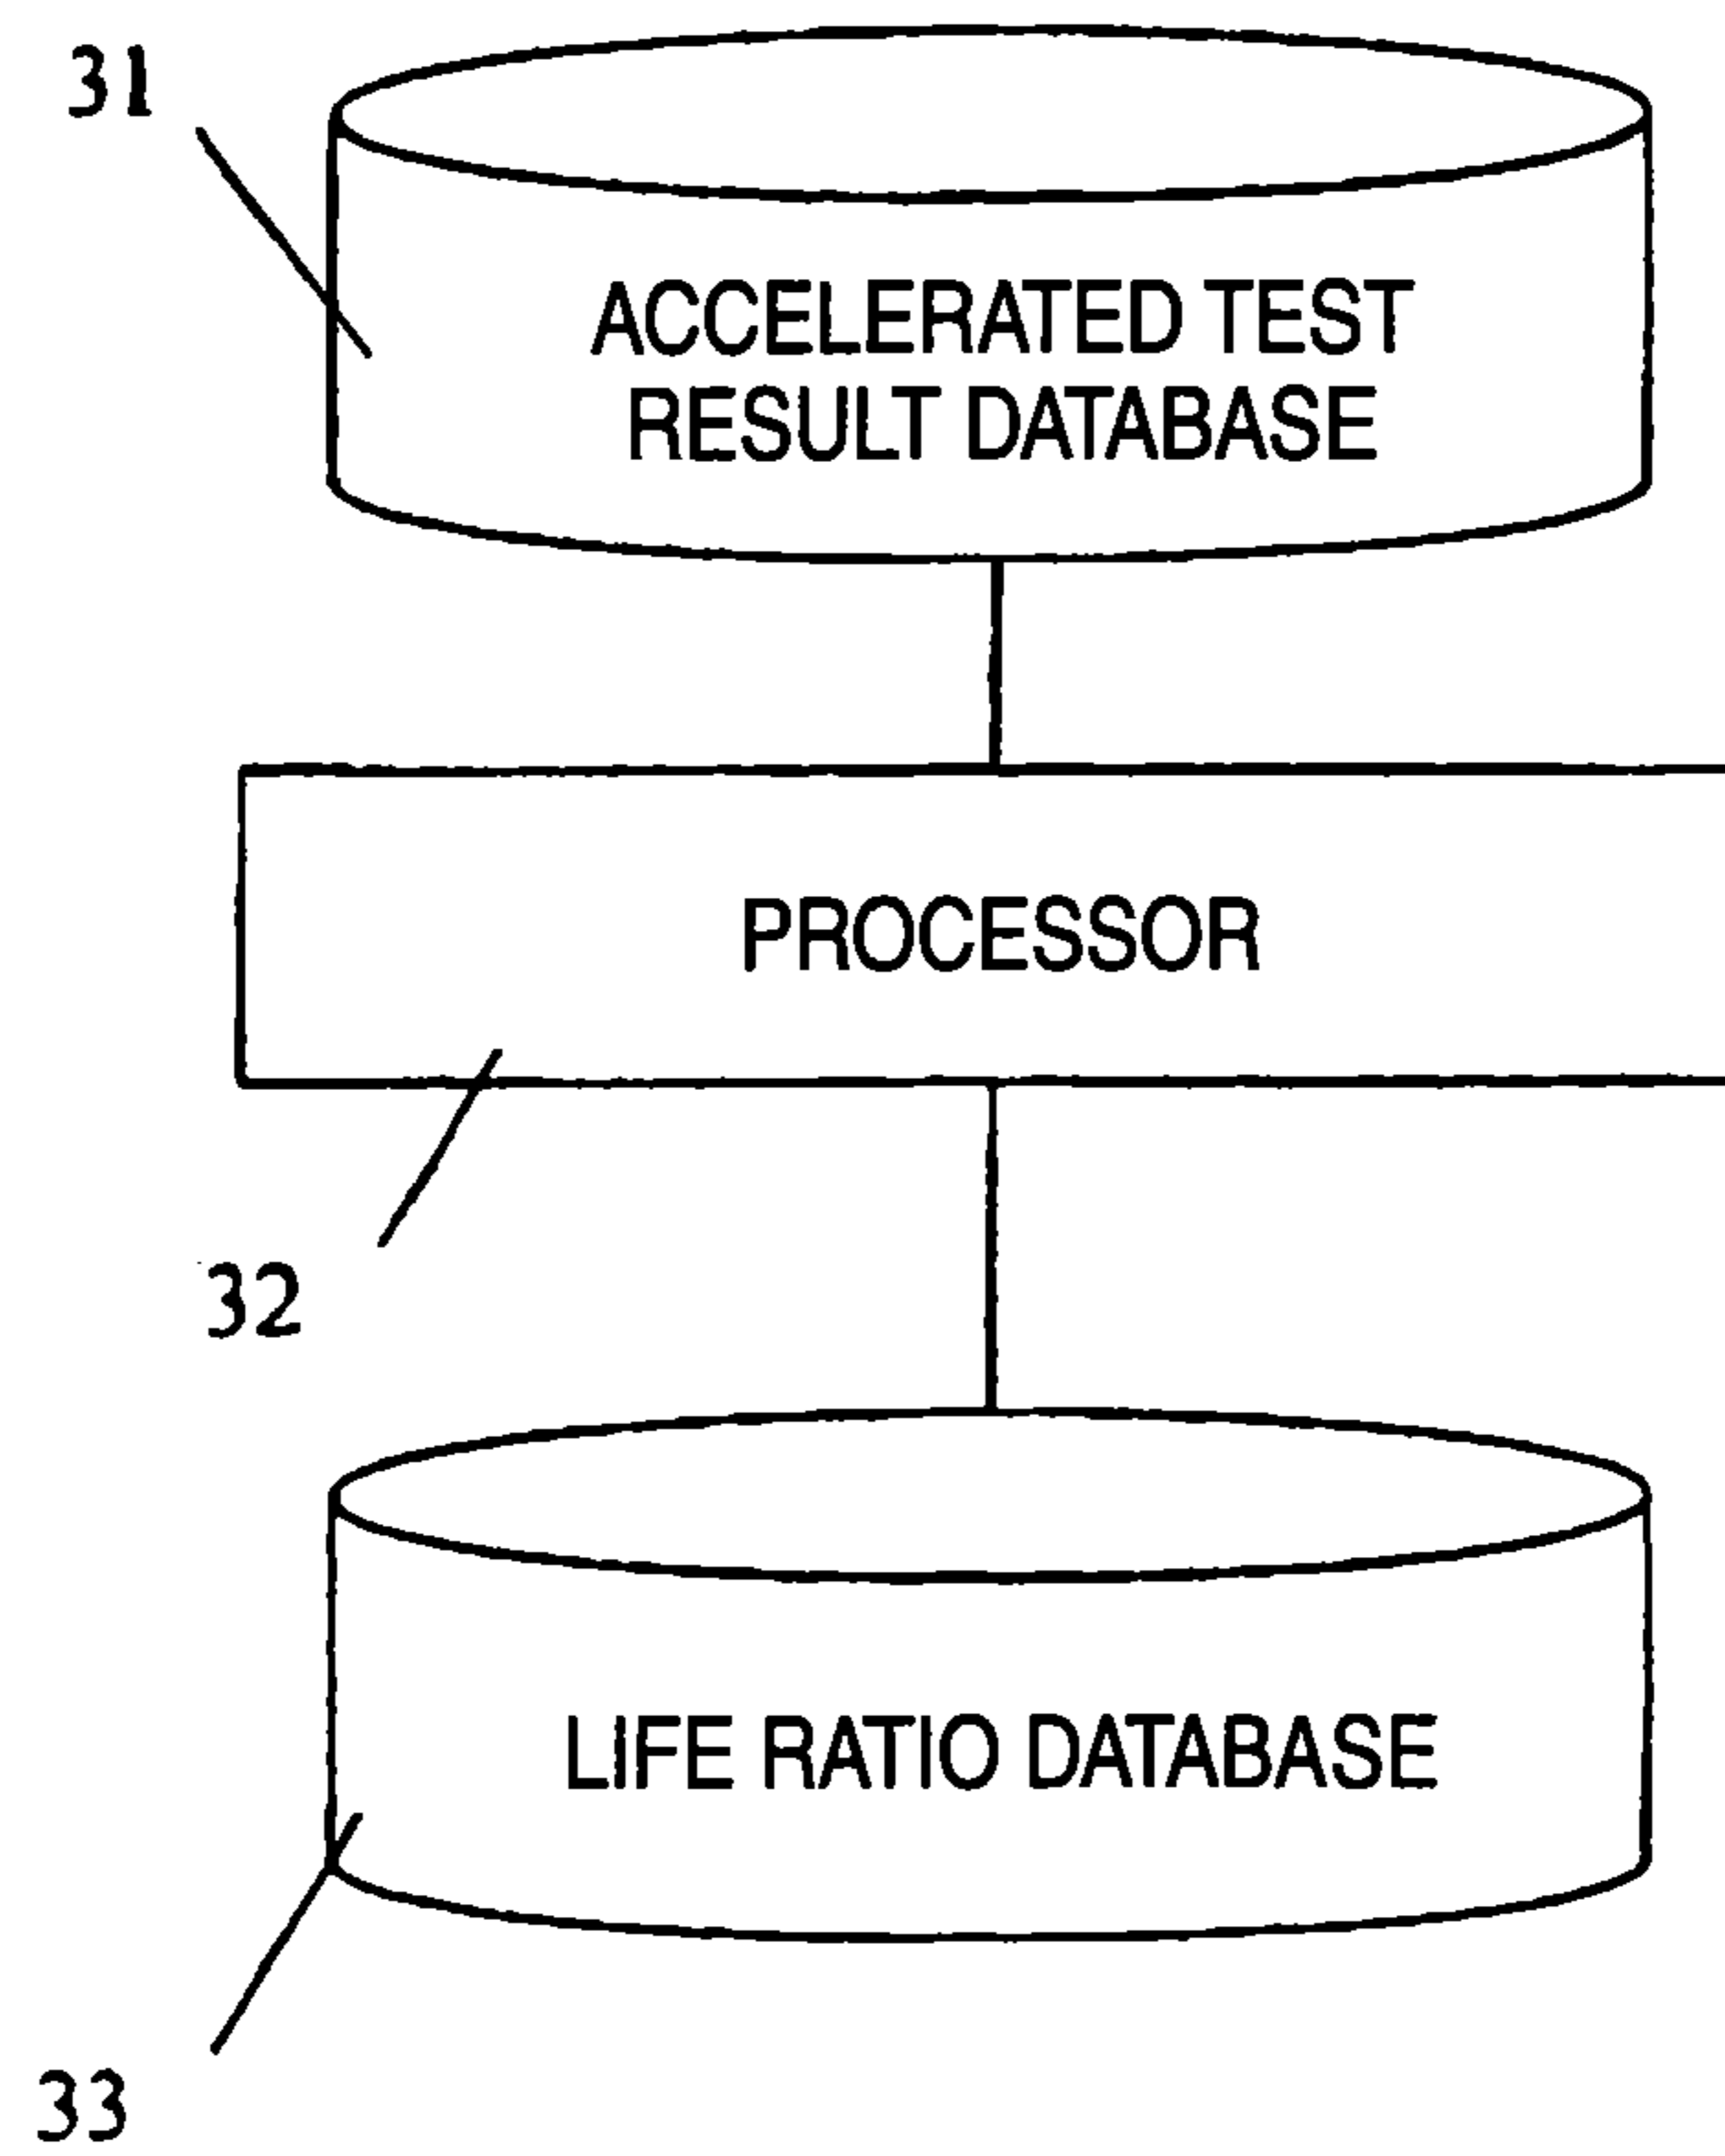 31
ACCELERATED TEST
RESULT DATABASE
PROCESSOR
32
LIFE RATIO DATABASE
33